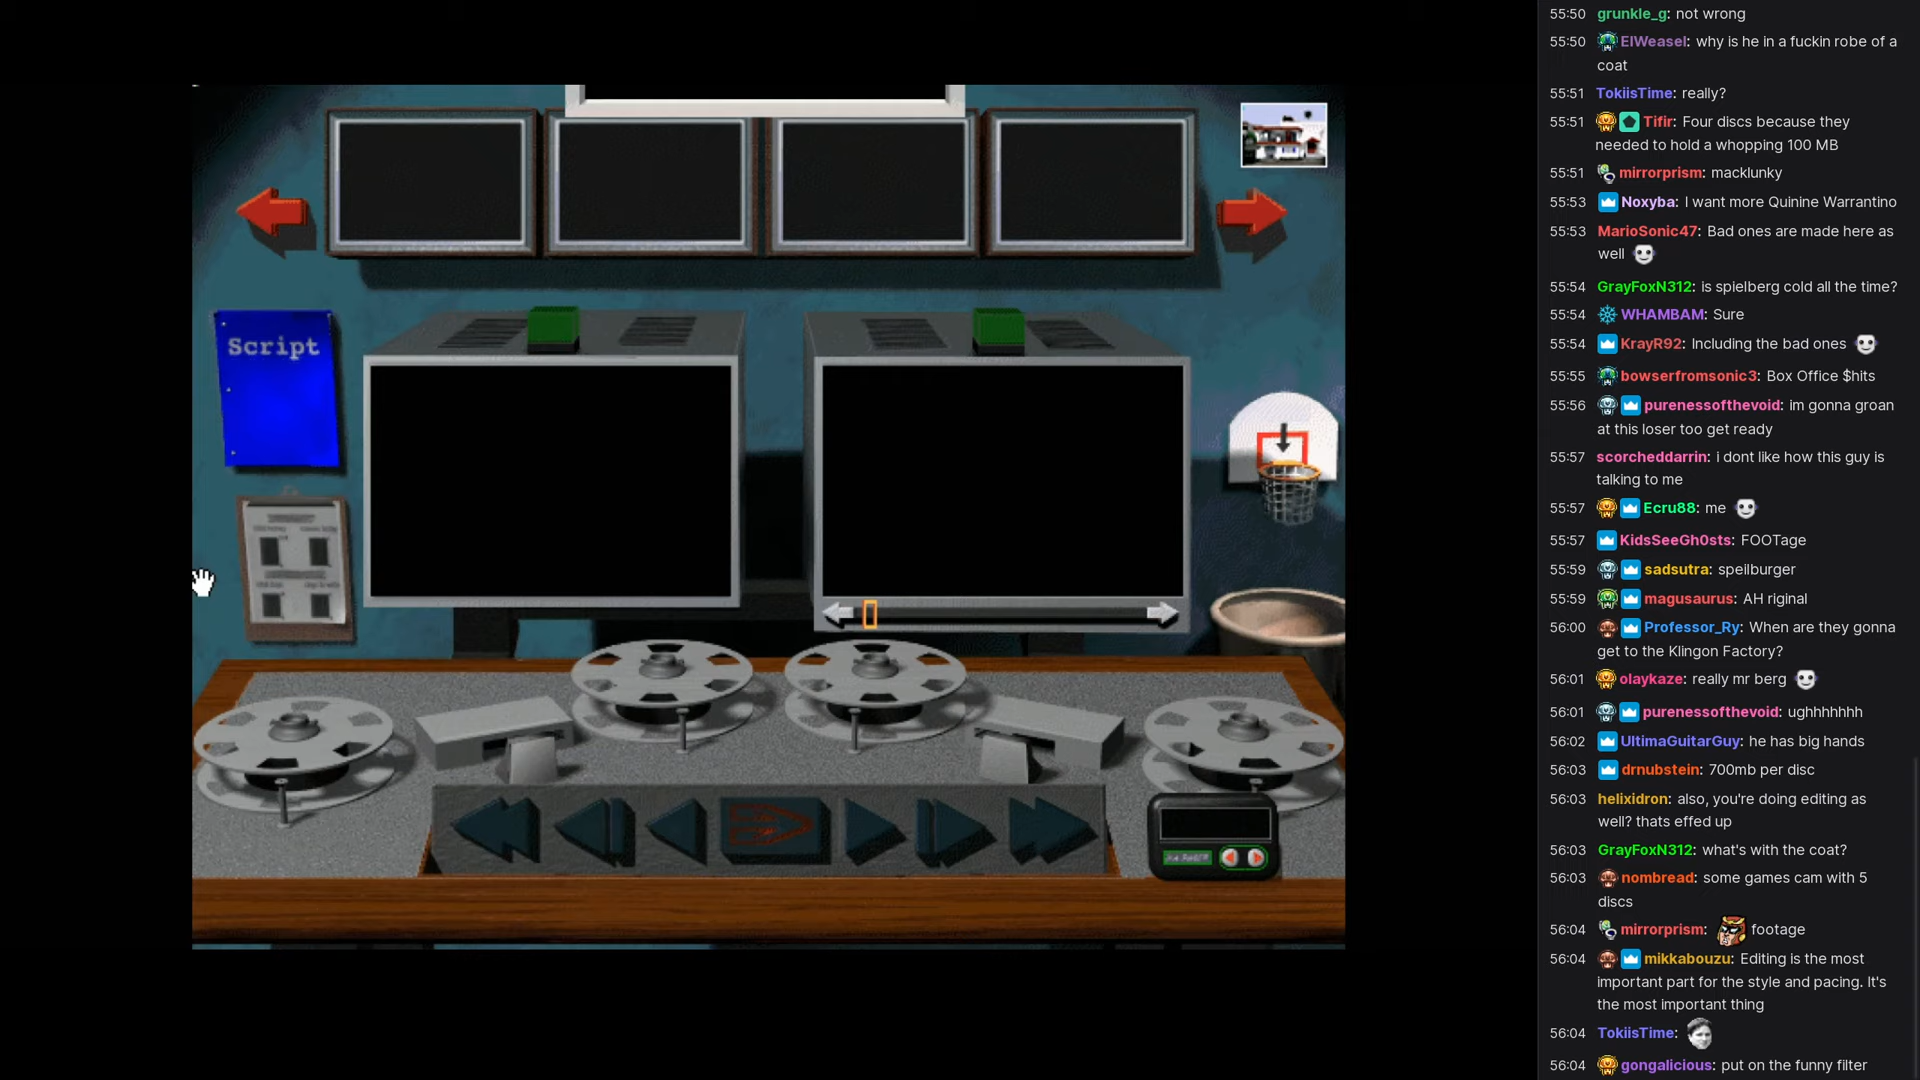 Script
55:50 grunkle_g: not wrong
55:50 ElWeasel: why is he in a fuckin robe of a
coat
55:51 TokiisTime: really?
55:51 Tifir: Four discs because they
needed to hold a whopping 100 MB
55:51 mirrorprism: macklunky
55:53 Noxyba: I want more Quinine Warrantino
55:53 MarioSonic47: Bad ones are made here as
well
55:54 GrayFoxN312: is spielberg cold all the time?
55:54 WHAMBAM: Sure
55:54 KrayR92: Including the bad ones
55:55 bowserfromsonic3: Box Office $hits
55:56 purenessofthevoid: im gonna groan
at this loser too get ready
55:57 scorcheddarrin: i dont like how this guy is
talking to me
55:57 Ecru88: me
55:57 KidsSeeGh0sts: FOOTage
55:59 sadsutra: speilburger
55:59 magusaurus: AH riginal
56:00 Professor_Ry: When are they gonna
get to the Klingon Factory?
56:01 olaykaze: really mr berg
56:01 purenessofthevoid: ughhhhhh
56:02 UltimaGuitarGuy: he has big hands
56:03 drnubstein: 700mb per disc
56:03 helixidron: also, you're doing editing as
well? thats effed up
56:03 GrayFoxN312: what's with the coat?
56:03 nombread: some games cam with 5
discs
56:04 mirrorprism: footage
56:04 mikkabouzu: Editing is the most
important part for the style and pacing. It's
the most important thing
56:04 TokiisTime:
56:04 gongalicious: put on the funny filter